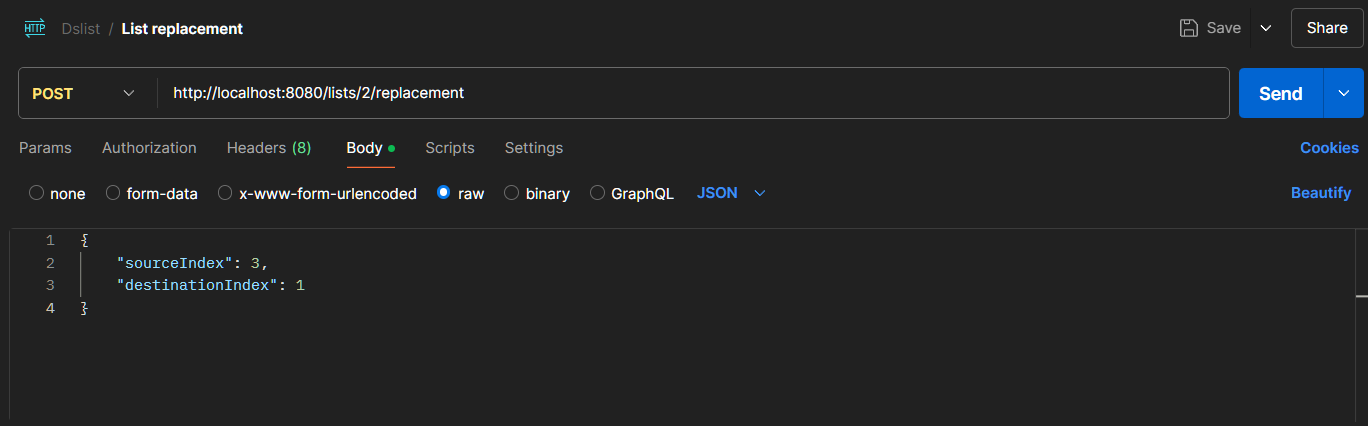 HTTP Dslist / List replacement Save Share
POST http://localhost:8080/lists/2/replacement Send
Params Authorization Headers (8) Body Scripts Settings Cookies
none form-data x-www-form-urlencoded raw binary GraphQL JSON Beautify
1 {
2 "sourceIndex": 3,
3 "destinationIndex": 1
4 }